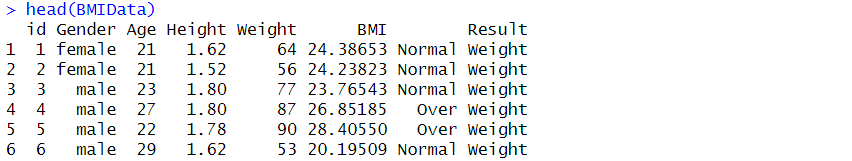 > head(BMIData)
  id Gender Age Height Weight      BMI        Result
1  1 female  21   1.62     64 24.38653 Normal Weight
2  2 female  21   1.52     56 24.23823 Normal Weight
3  3   male  23   1.80     77 23.76543 Normal Weight
4  4   male  27   1.80     87 26.85185   Over Weight
5  5   male  22   1.78     90 28.40550   Over Weight
6  6   male  29   1.62     53 20.19509 Normal Weight